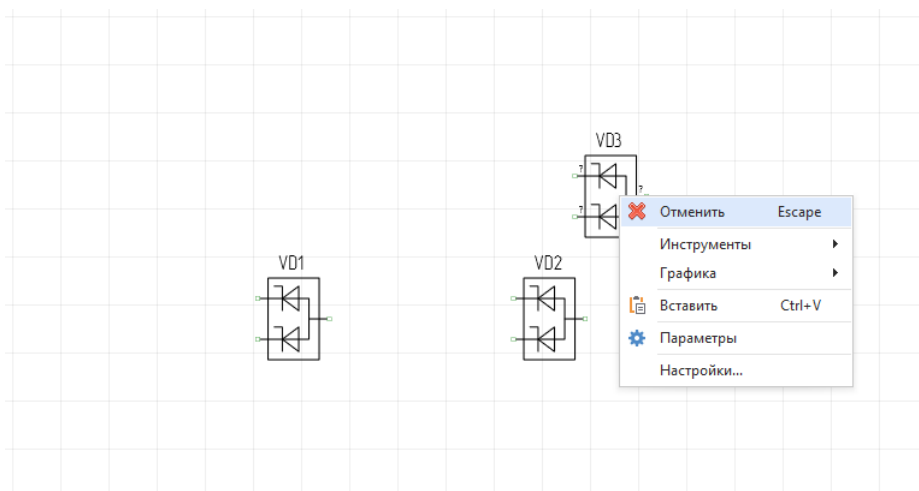 VD3
?
?
?
Отменить Escape
Инструменты
Графика
Вставить Ctrl+V
Параметры
Настройки...
VD1
VD2